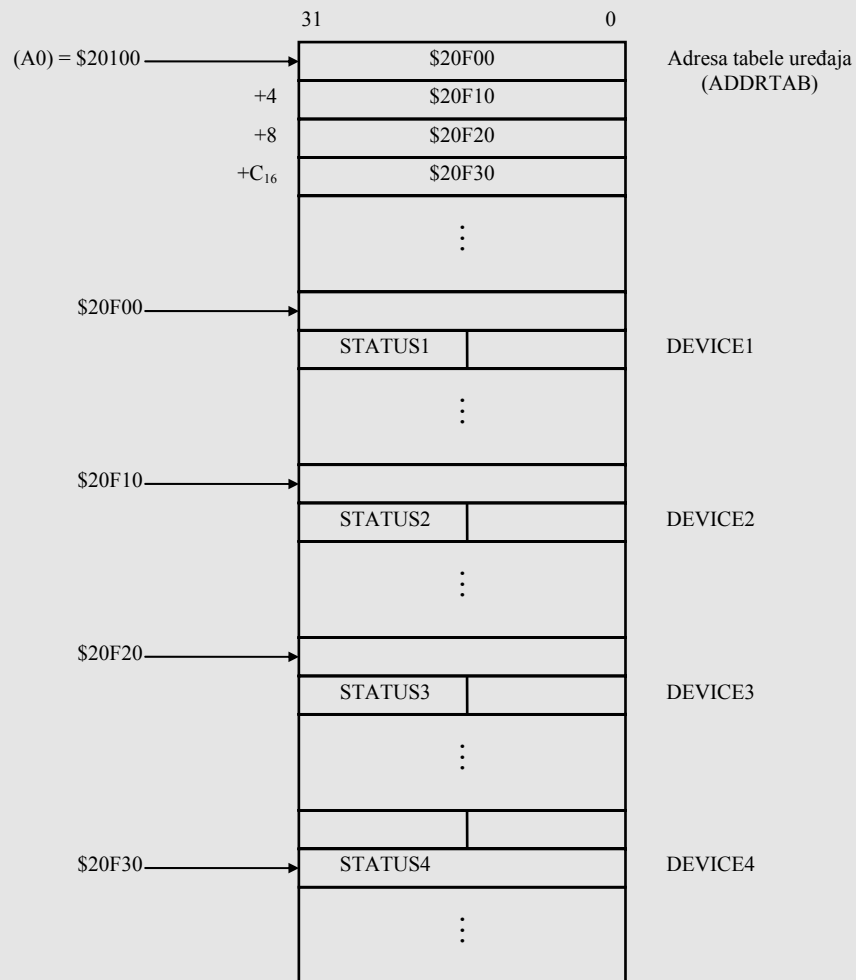 31 0
(A0) = $20100 $20F00 Adresa tabele uređaja
(ADDRTAB)
+4 $20F10
+8 $20F20
+C₁₆ $20F30
⋮
$20F00
STATUS1 DEVICE1
⋮
$20F10
STATUS2 DEVICE2
⋮
$20F20
STATUS3 DEVICE3
⋮
$20F30 STATUS4 DEVICE4
⋮